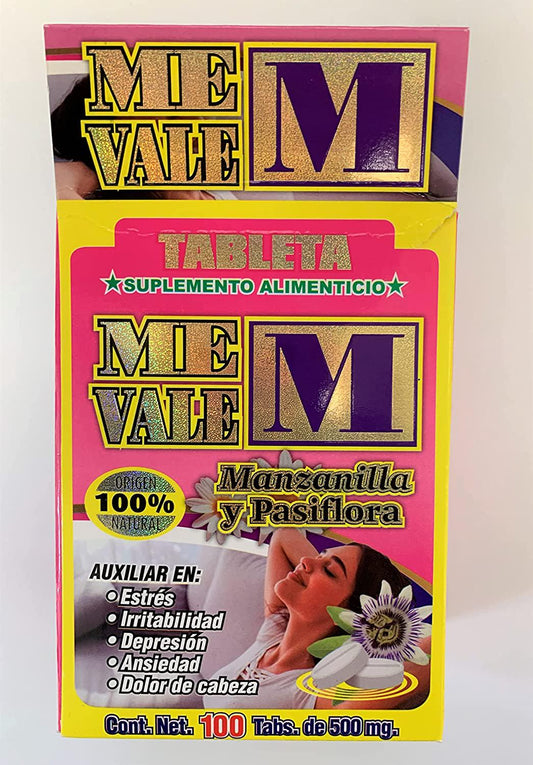 ME M
VALE
TABLETA
SUPLEMENTO ALIMENTICIO
ME M
VALE
ORIGEN
100%
NATURAL
Manzanilla
y Pasiflora
AUXILIAR EN:
• Estrés
• Irritabilidad
• Depresión
• Ansiedad
• Dolor de cabeza
Cont. Net. 100 Tabs. de 500 mg.